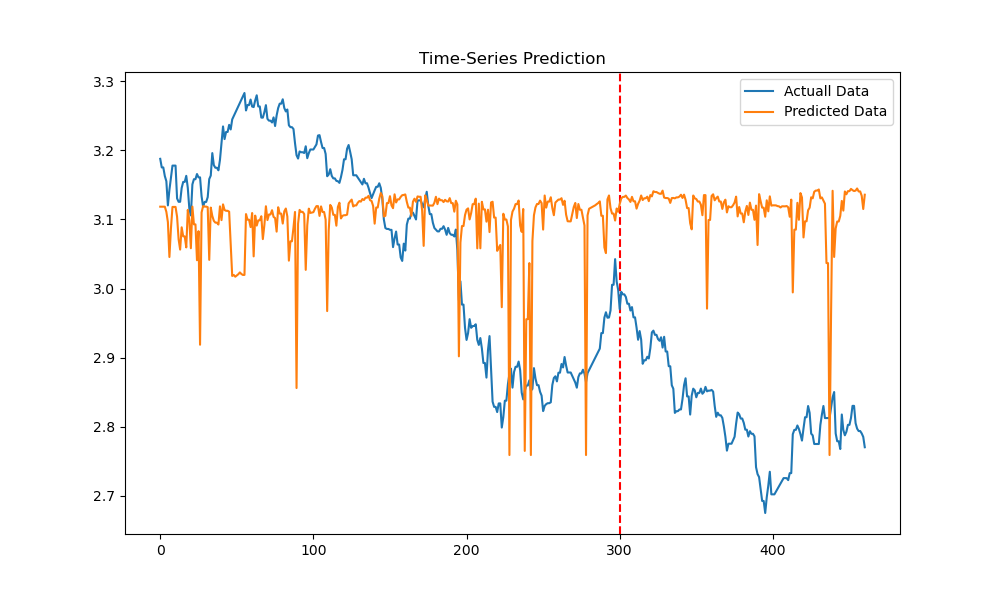 Time-Series Prediction
Actuall Data
Predicted Data
3.3
3.2
3.1
3.0
2.9
2.8
2.7
0 100 200 300 400